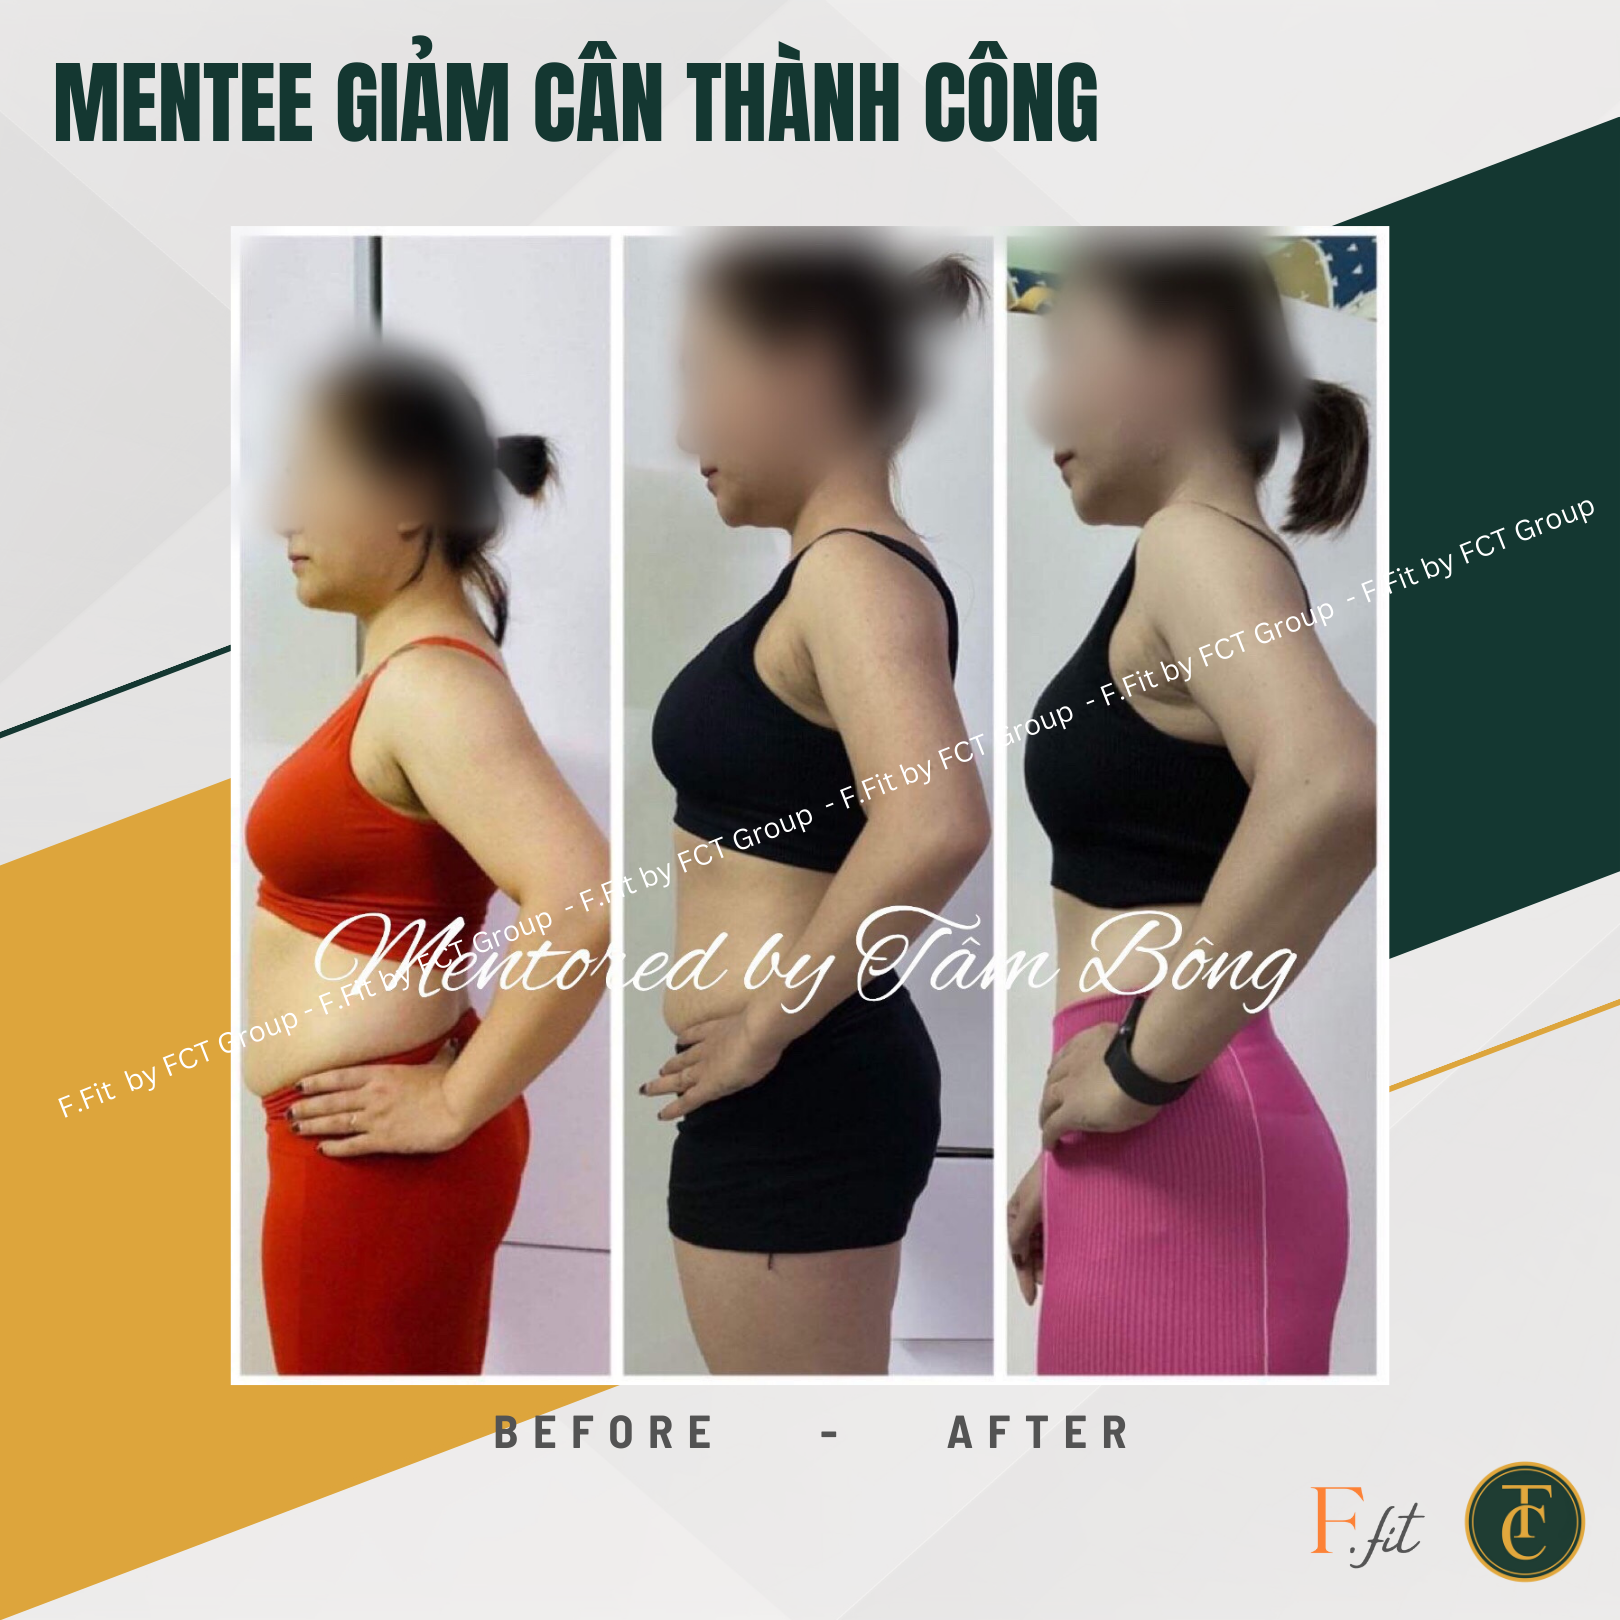 MENTEE GIẢM CÂN THÀNH CÔNG
F.Fit by FCT Group - F.Fit by FCT Group - F.Fit by FCT Group - F.Fit by FCT Group - F.Fit by FCT Group - F.Fit by FCT Group
Mentored by Tâm Bông
BEFORE - AFTER
F.fit
TFC